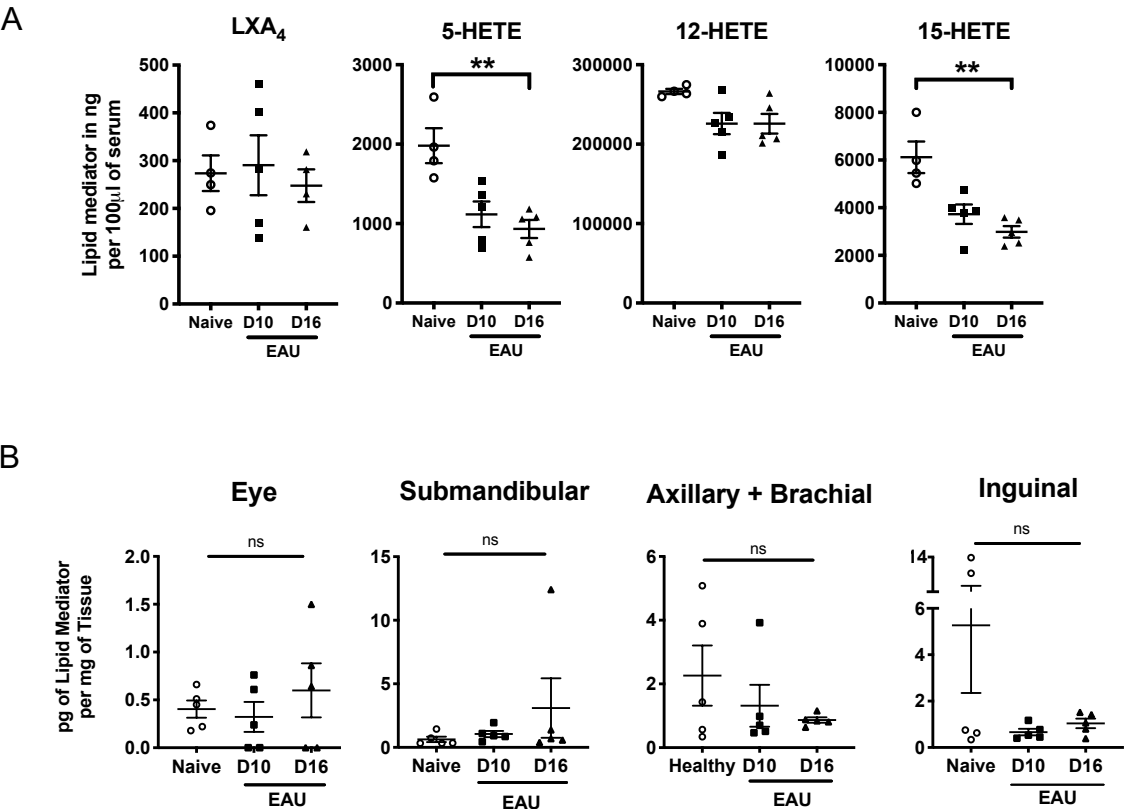 A
LXA4
5-HETE
12-HETE
15-HETE
Lipid mediator in ng
per 100µl of serum
500
400
300
200
100
0
Naive D10 D16
EAU
**
3000
2000
1000
0
Naive D10 D16
EAU
300000
200000
100000
0
Naive D10 D16
EAU
**
10000
8000
6000
4000
2000
0
Naive D10 D16
EAU
B
Eye
Submandibular
Axillary + Brachial
Inguinal
pg of Lipid Mediator
per mg of Tissue
ns
2.0
1.5
1.0
0.5
0.0
Naive D10 D16
EAU
ns
15
10
5
0
Naive D10 D16
EAU
ns
6
4
2
0
Healthy D10 D16
EAU
ns
14
6
4
2
0
Naive D10 D16
EAU